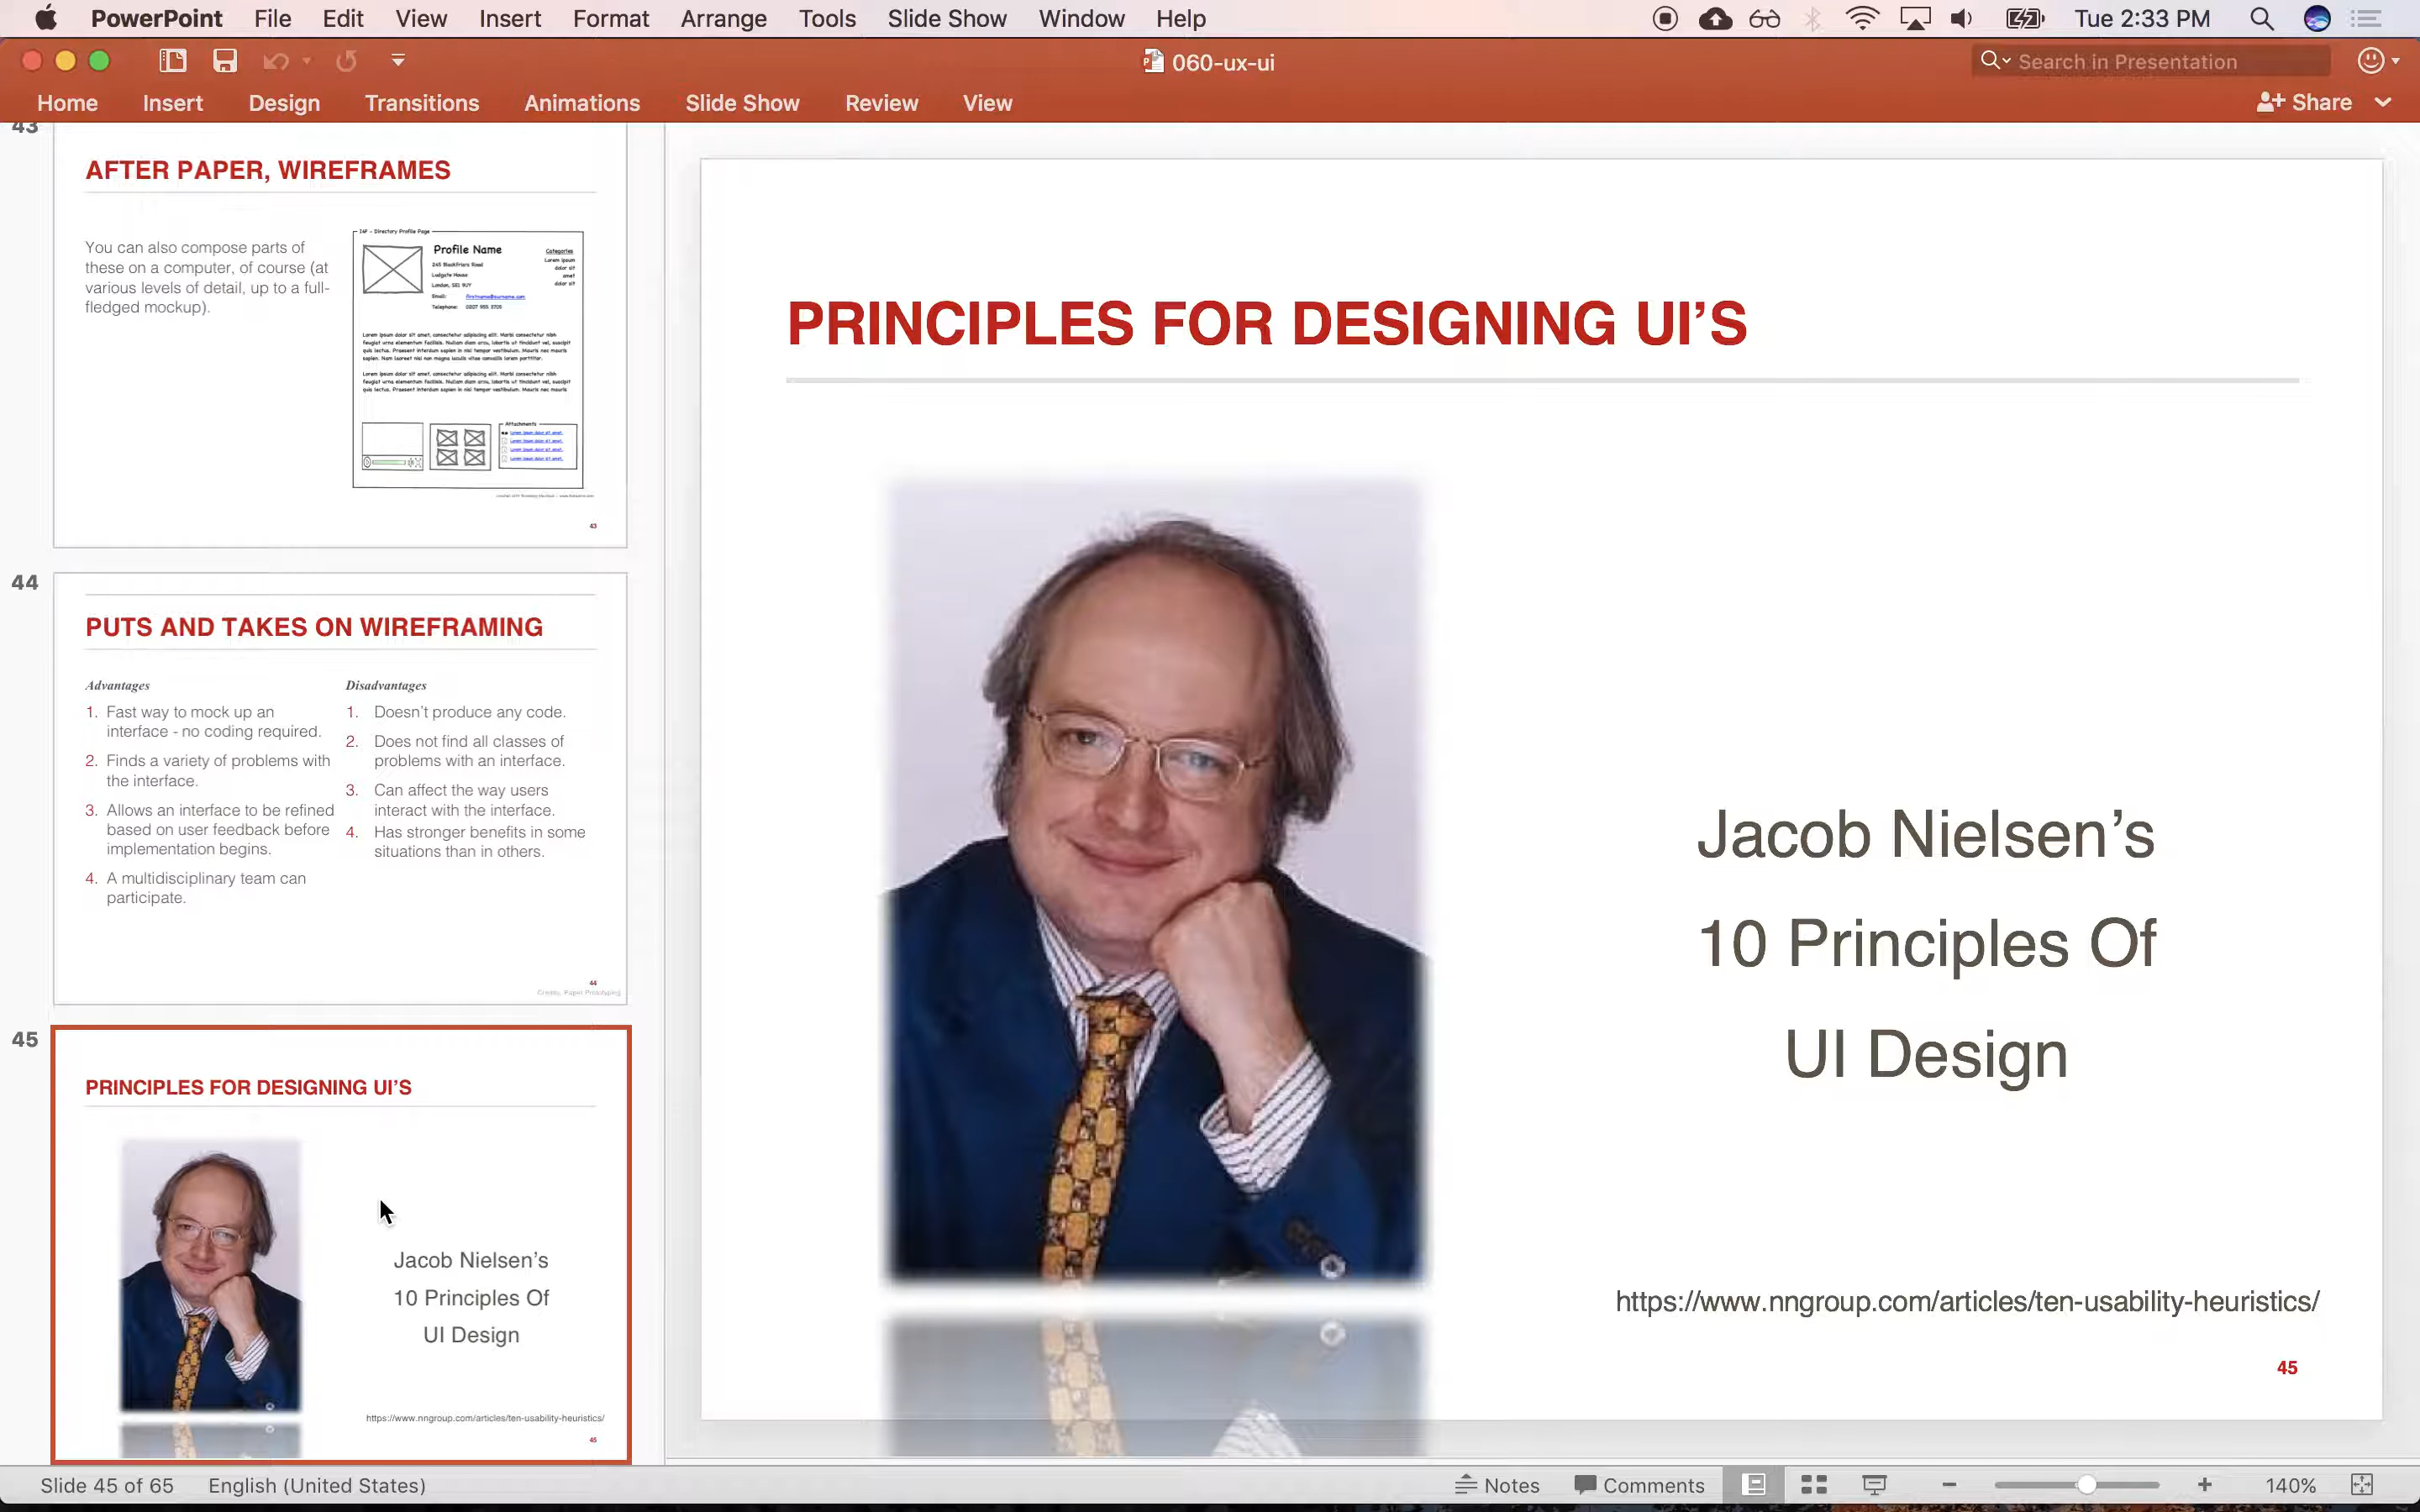 PowerPoint File Edit View Insert Format Arrange Tools Slide Show Window Help Tue 2:33 PM
060-ux-ui
Search in Presentation
Home Insert Design Transitions Animations Slide Show Review View Share
43
AFTER PAPER, WIREFRAMES
You can also compose parts of
these on a computer, of course (at
various levels of detail, up to a full-
fledged mockup).
Profile Name
Categories
43
44
PUTS AND TAKES ON WIREFRAMING
Advantages
1. Fast way to mock up an
interface - no coding required.
2. Finds a variety of problems with
the interface.
3. Allows an interface to be refined
based on user feedback before
implementation begins.
4. A multidisciplinary team can
participate.
Disadvantages
1. Doesn't produce any code.
2. Does not find all classes of
problems with an interface.
3. Can affect the way users
interact with the interface.
4. Has stronger benefits in some
situations than in others.
44
Credits, Paper Prototyping
45
PRINCIPLES FOR DESIGNING UI'S
Jacob Nielsen's
10 Principles Of
UI Design
https://www.nngroup.com/articles/ten-usability-heuristics/
45
PRINCIPLES FOR DESIGNING UI'S
Jacob Nielsen's
10 Principles Of
UI Design
https://www.nngroup.com/articles/ten-usability-heuristics/
45
Slide 45 of 65 English (United States) Notes Comments 140%